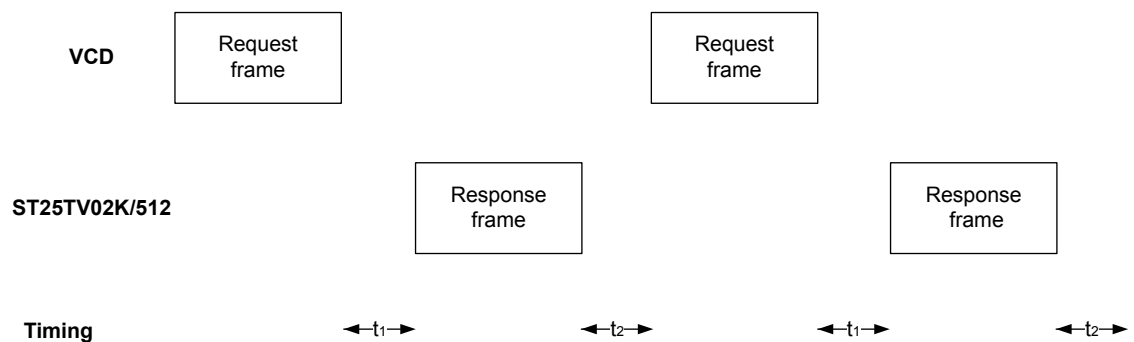 VCD
Request
frame
Request
frame
ST25TV02K/512
Response
frame
Response
frame
Timing
t1
t2
t1
t2